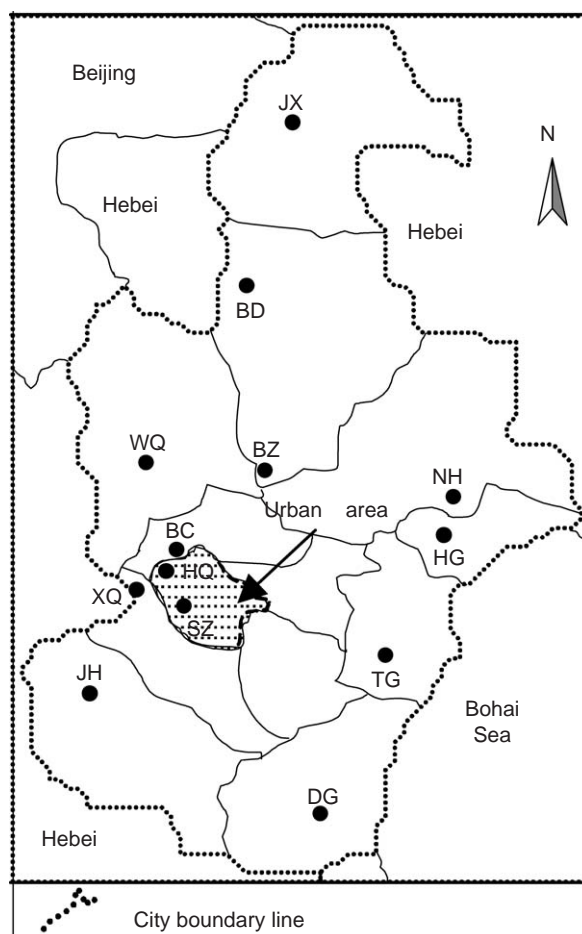 Beijing
JX
N
Hebei
Hebei
BD
WQ
BZ
NH
Urban area
BC
HG
HQ
XQ
SZ
JH
TG
Bohai
Sea
DG
Hebei
City boundary line